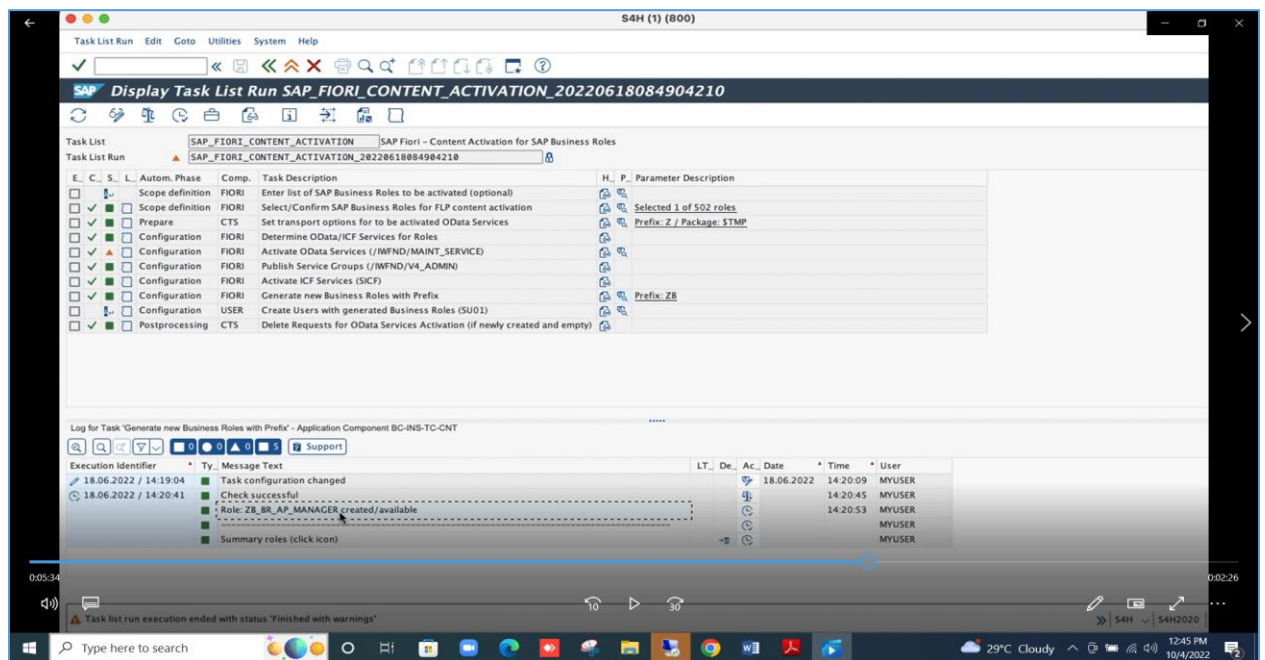 S4H (1) (800)
Task List Run Edit Goto Utilities System Help
SAP Display Task List Run SAP_FIORI_CONTENT_ACTIVATION_20220618084904210
Task List SAP_FIORI_CONTENT_ACTIVATION SAP Fiori - Content Activation for SAP Business Roles
Task List Run SAP_FIORI_CONTENT_ACTIVATION_20220618084904210
E.. C.. S.. L.. Autom. Phase Comp. Task Description H.. P.. Parameter Description
Scope definition FIORI Enter list of SAP Business Roles to be activated (optional)
Scope definition FIORI Select/Confirm SAP Business Roles for FLP content activation Selected 1 of 502 roles
Prepare CTS Set transport options for to be activated OData Services Prefix: Z / Package: $TMP
Configuration FIORI Determine OData/ICF Services for Roles
Configuration FIORI Activate OData Services (/IWFND/MAINT_SERVICE)
Configuration FIORI Publish Service Groups (/IWFND/V4_ADMIN)
Configuration FIORI Activate ICF Services (SICF)
Configuration FIORI Generate new Business Roles with Prefix Prefix: ZB
Configuration USER Create Users with generated Business Roles (SU01)
Postprocessing CTS Delete Requests for OData Services Activation (if newly created and empty)
Log for Task 'Generate new Business Roles with Prefix' - Application Component BC-INS-TC-CNT
0 0 0 5 Support
Execution Identifier Ty.. Message Text LT.. De.. Ac.. Date Time User
18.06.2022 / 14:19:04 Task configuration changed 18.06.2022 14:20:09 MYUSER
18.06.2022 / 14:20:41 Check successful 14:20:45 MYUSER
Role: ZB_BR_AP_MANAGER created/available 14:20:53 MYUSER
MYUSER
Summary roles (click icon) MYUSER
0:05:34 0:02:26
10 30
Task list run execution ended with status 'Finished with warnings' S4H S4H2020
Type here to search 29°C Cloudy 12:45 PM
10/4/2022 2